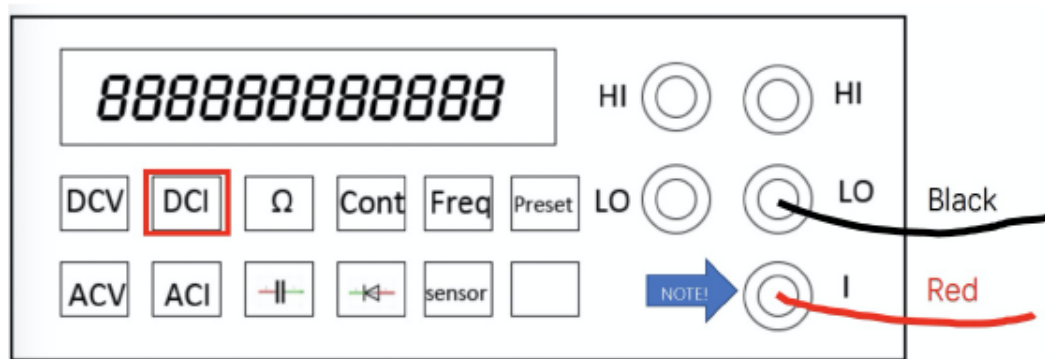 888888888888
HI HI
DCV DCI Ω Cont Freq Preset LO LO Black
ACV ACI sensor NOTE! I Red